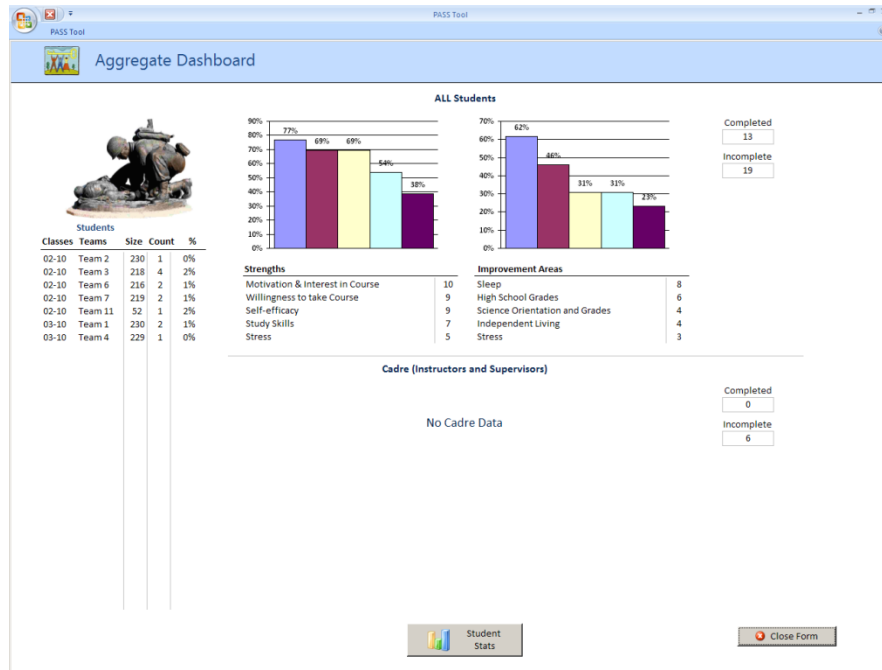 PASS Tool
PASS Tool
Aggregate Dashboard
ALL Students
90%
80%
70%
60%
50%
40%
30%
20%
10%
0%
77%
69%
69%
54%
38%
70%
60%
50%
40%
30%
20%
10%
0%
62%
46%
31%
31%
23%
Completed
13
Incomplete
19
Students
Classes Teams Size Count %
02-10 Team 2 230 1 0%
02-10 Team 3 218 4 2%
02-10 Team 6 216 2 1%
02-10 Team 7 219 2 1%
02-10 Team 11 52 1 2%
03-10 Team 1 230 2 1%
03-10 Team 4 229 1 0%
Strengths
Motivation & Interest in Course 10
Willingness to take Course 9
Self-efficacy 9
Study Skills 7
Stress 5
Improvement Areas
Sleep 8
High School Grades 6
Science Orientation and Grades 4
Independent Living 4
Stress 3
Cadre (Instructors and Supervisors)
No Cadre Data
Completed
0
Incomplete
6
Student
Stats
Close Form